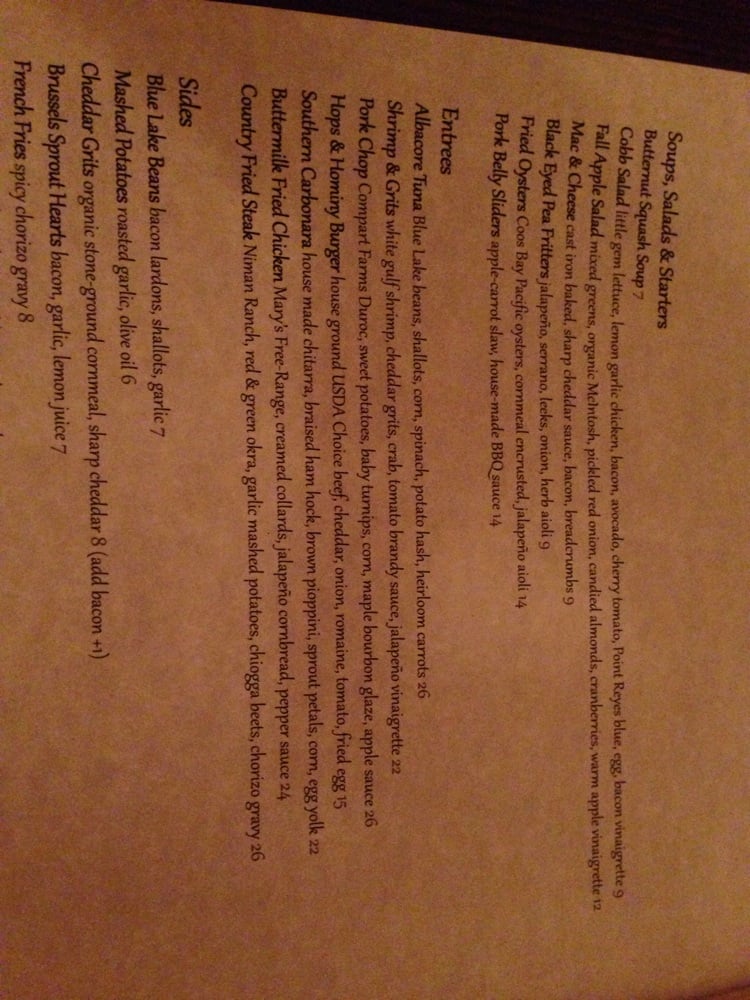 Soups, Salads & Starters
Butternut Squash Soup 7
Cobb Salad little gem lettuce, lemon garlic chicken, bacon, avocado, cherry tomato, Point Reyes blue, egg, bacon vinaigrette 9
Fall Apple Salad mixed greens, organic McIntosh, pickled red onion, candied almonds, cranberries, warm apple vinaigrette 12
Mac & Cheese cast iron baked, sharp cheddar sauce, bacon, breadcrumbs 9
Black Eyed Pea Fritters jalapeño, serrano, leeks, onion, herb aioli 9
Fried Oysters Coos Bay Pacific oysters, cornmeal encrusted, jalapeño aioli 14
Pork Belly Sliders apple-carrot slaw, house-made BBQ sauce 14
Entrees
Albacore Tuna Blue Lake beans, shallots, corn, spinach, potato hash, heirloom carrots 26
Shrimp & Grits white gulf shrimp, cheddar grits, crab, tomato brandy sauce, jalapeño vinaigrette 22
Pork Chop Compart Farms Duroc, sweet potatoes, baby turnips, corn, maple bourbon glaze, apple sauce 26
Hops & Hominy Burger house ground USDA Choice beef, cheddar, onion, romaine, tomato, fried egg 15
Southern Carbonara house made chitarra, braised ham hock, brown pioppini, sprout petals, corn, egg yolk 22
Buttermilk Fried Chicken Mary's Free-Range, creamed collards, jalapeño cornbread, pepper sauce 24
Country Fried Steak Niman Ranch, red & green okra, garlic mashed potatoes, chiogga beets, chorizo gravy 26
Sides
Blue Lake Beans bacon lardons, shallots, garlic 7
Mashed Potatoes roasted garlic, olive oil 6
Cheddar Grits organic stone-ground cornmeal, sharp cheddar 8 (add bacon +1)
Brussels Sprout Hearts bacon, garlic, lemon juice 7
French Fries spicy chorizo gravy 8